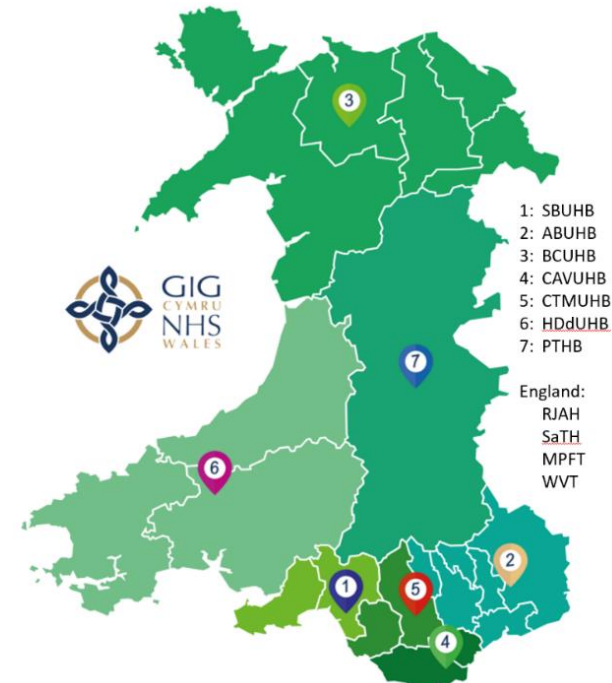 3
1: SBUHB
2: ABUHB
3: BCUHB
4: CAVUHB
5: CTMUHB
6: HDdUHB
7: PTHB
GIG
CYMRU
NHS
WALES
7
England:
RJAH
SaTH
MPFT
WVT
6
2
1
5
4